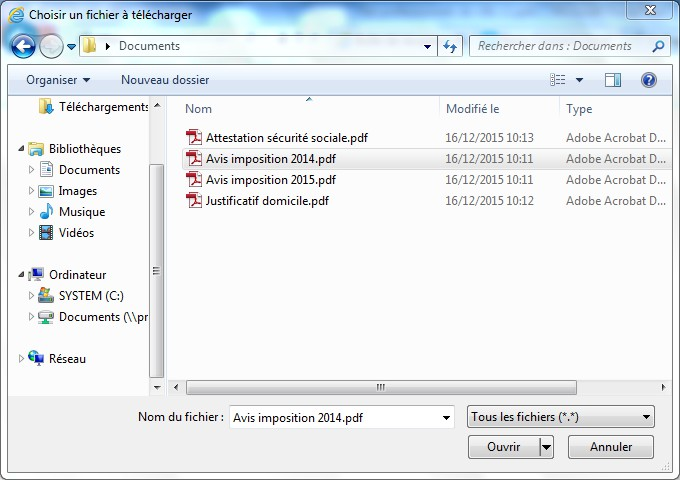 Choisir un fichier à télécharger
Documents
Rechercher dans : Documents
Organiser
Nouveau dossier
Téléchargements
Bibliothèques
Documents
Images
Musique
Vidéos
Ordinateur
SYSTEM (C:)
Documents (\\pr
Réseau
Nom Modifié le Type
Attestation sécurité sociale.pdf 16/12/2015 10:13 Adobe Acrobat D...
Avis imposition 2014.pdf 16/12/2015 10:11 Adobe Acrobat D...
Avis imposition 2015.pdf 16/12/2015 10:11 Adobe Acrobat D...
Justificatif domicile.pdf 16/12/2015 10:12 Adobe Acrobat D...
Nom du fichier : Avis imposition 2014.pdf Tous les fichiers (*.*)
Ouvrir Annuler